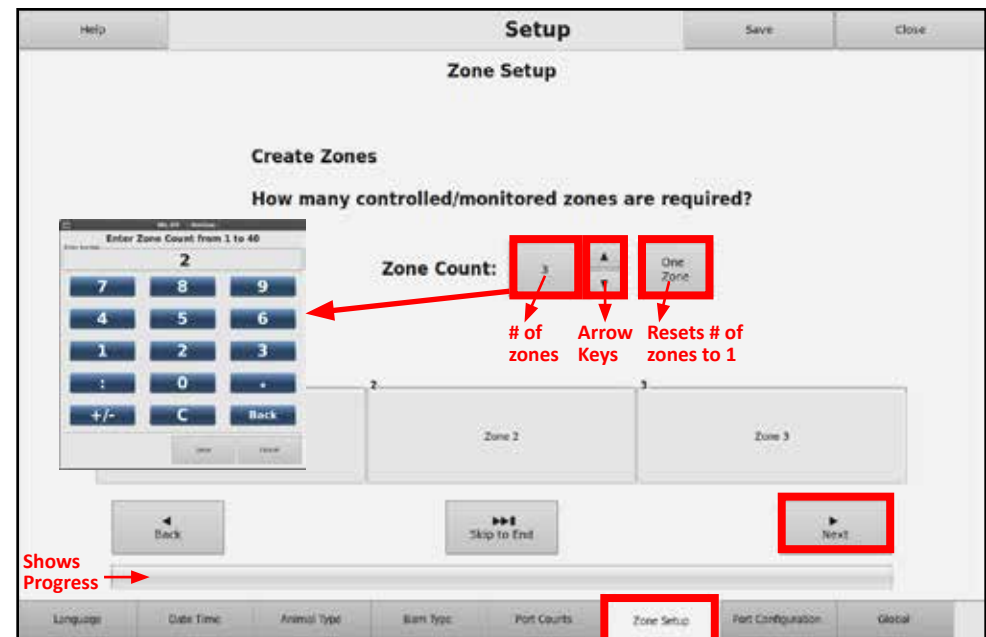 Help
Setup
Save
Close
Zone Setup
Create Zones
How many controlled/monitored zones are required?
Enter Zone Count from 1 to 40
2
7 8 9
4 5 6
1 2 3
: 0 .
+/- C Back
Zone Count:
3
▲
▼
One
Zone
# of
zones
Arrow
Keys
Resets # of
zones to 1
2
Zone 2
3
Zone 3
◀
Back
Skip to End
▶
Next
Shows
Progress
Language
Date Time
Animal Type
Barn Type
Port Counts
Zone Setup
Port Configuration
Global